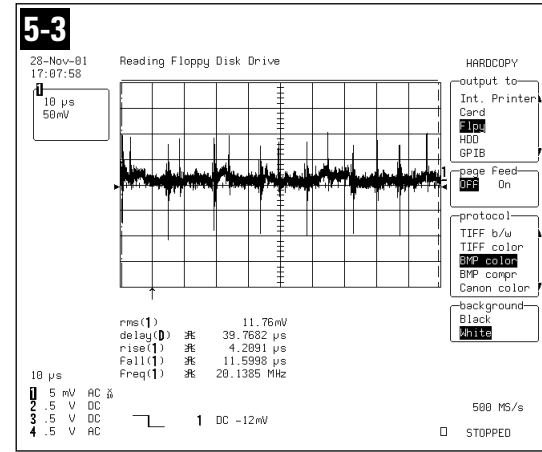 5-3
28-Nov-01
17:07:58
Reading Floppy Disk Drive
1
10 µs
50mV
1
HARDCOPY
output to
Int. Printer
Card
Flpy
HDD
GPIB
page Feed
Off On
protocol
TIFF b/w
TIFF color
BMP color
BMP compr
Canon color
background
Black
White
rms(1) 11.76mV
delay(1) 39.7682 µs
rise(1) 4.2091 µs
Fall(1) 11.5998 µs
Freq(1) 20.1385 MHz
10 µs
1 5 mV AC X10
2 .5 V DC
3 .5 V DC
4 .5 V AC
1 DC -12mV
500 MS/s
STOPPED